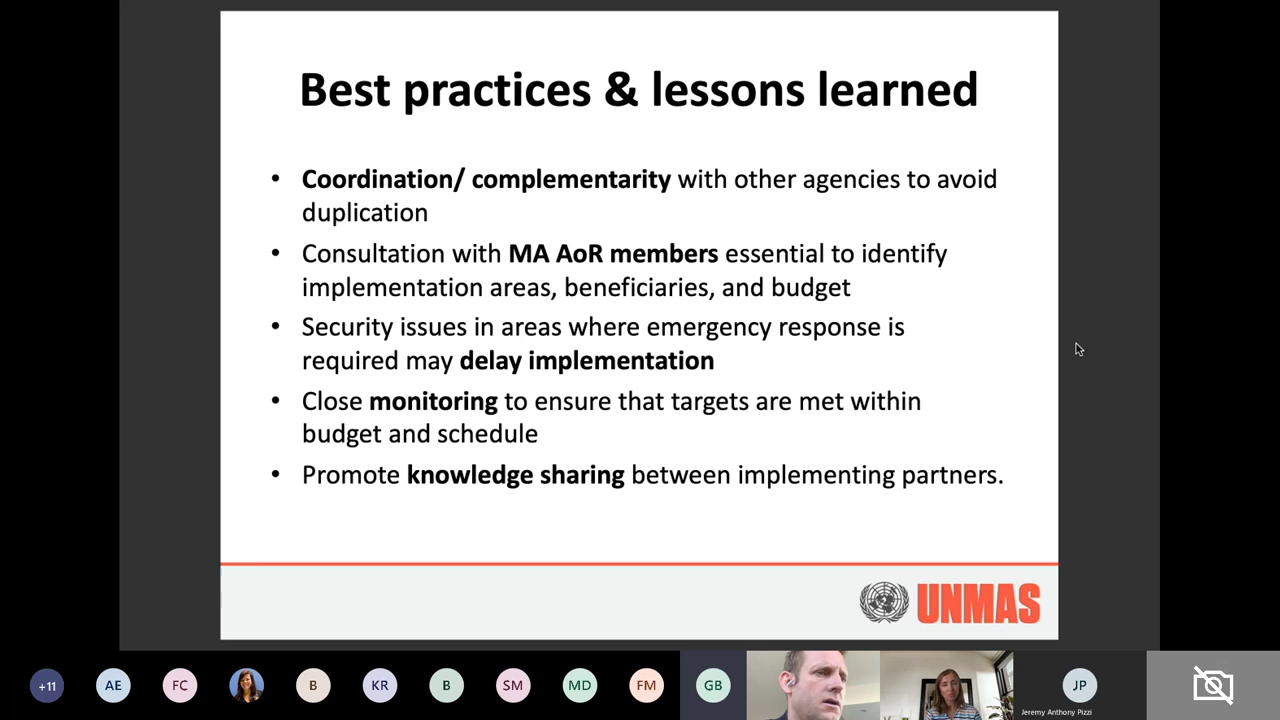 Best practices & lessons learned
• Coordination/ complementarity with other agencies to avoid
duplication
• Consultation with MA AoR members essential to identify
implementation areas, beneficiaries, and budget
• Security issues in areas where emergency response is
required may delay implementation
• Close monitoring to ensure that targets are met within
budget and schedule
• Promote knowledge sharing between implementing partners.
UNMAS
+11
AE
FC
B
KR
B
SM
MD
FM
GB
JP
Jeremy Anthony Pizzi